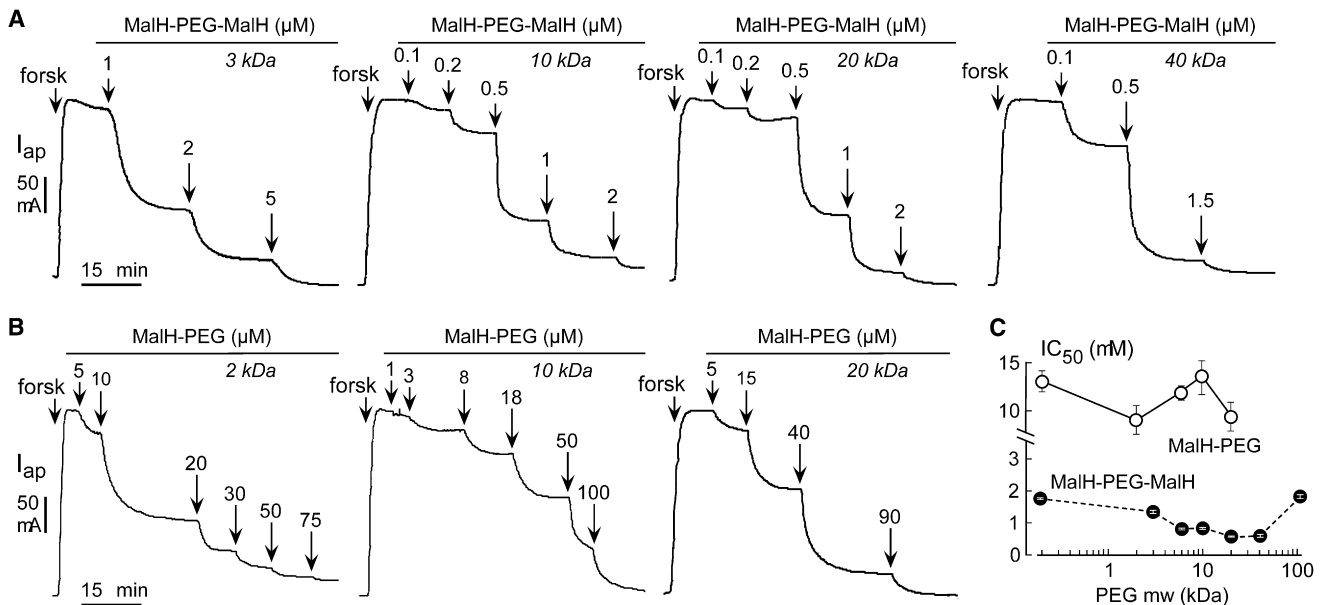 A
MalH-PEG-MalH (µM)
3 kDa
forsk
1
2
5
I ap
50
mA
15 min
MalH-PEG-MalH (µM)
10 kDa
forsk
0.1
0.2
0.5
1
2
MalH-PEG-MalH (µM)
20 kDa
forsk
0.1
0.2
0.5
1
2
MalH-PEG-MalH (µM)
40 kDa
forsk
0.1
0.5
1.5
B
MalH-PEG (µM)
2 kDa
forsk
5
10
20
30
50
75
I ap
50
mA
15 min
MalH-PEG (µM)
10 kDa
forsk
1
3
8
18
50
100
MalH-PEG (µM)
20 kDa
forsk
5
15
40
90
C
IC50 (mM)
15
10
3
2
1
0
MalH-PEG
MalH-PEG-MalH
1
10
100
PEG mw (kDa)